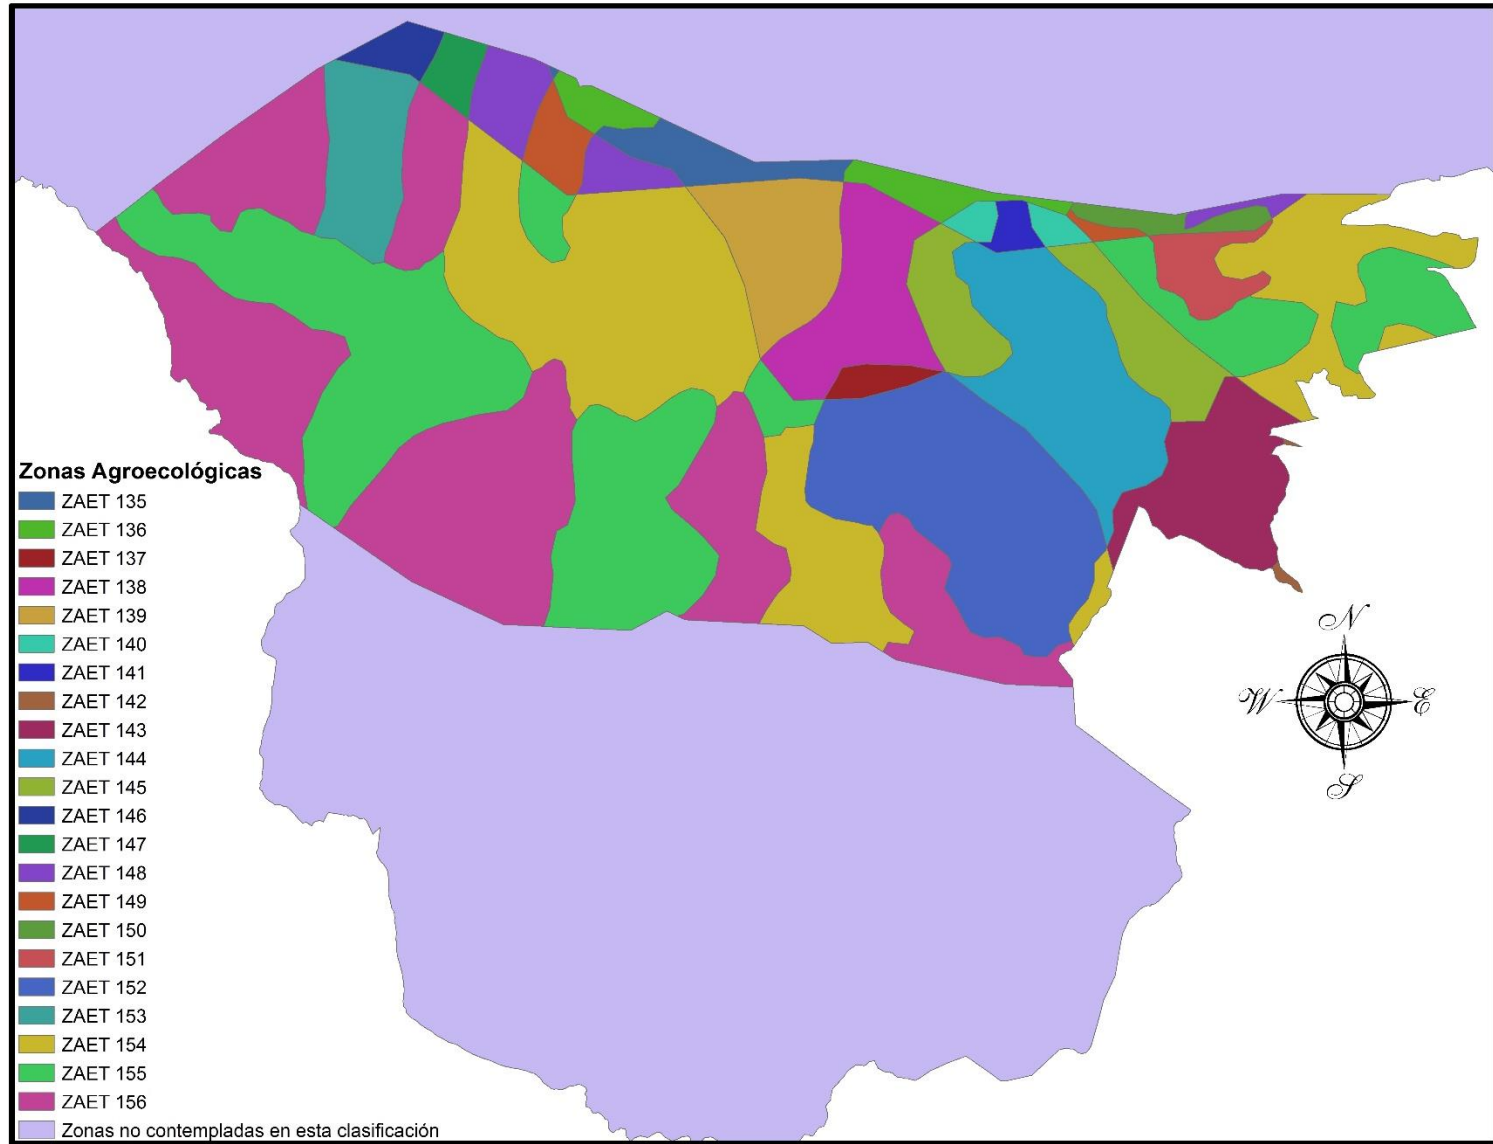 Zonas Agroecológicas
ZAET 135
ZAET 136
ZAET 137
ZAET 138
ZAET 139
ZAET 140
ZAET 141
ZAET 142
ZAET 143
ZAET 144
ZAET 145
ZAET 146
ZAET 147
ZAET 148
ZAET 149
ZAET 150
ZAET 151
ZAET 152
ZAET 153
ZAET 154
ZAET 155
ZAET 156
Zonas no contempladas en esta clasificación
N
W E
S